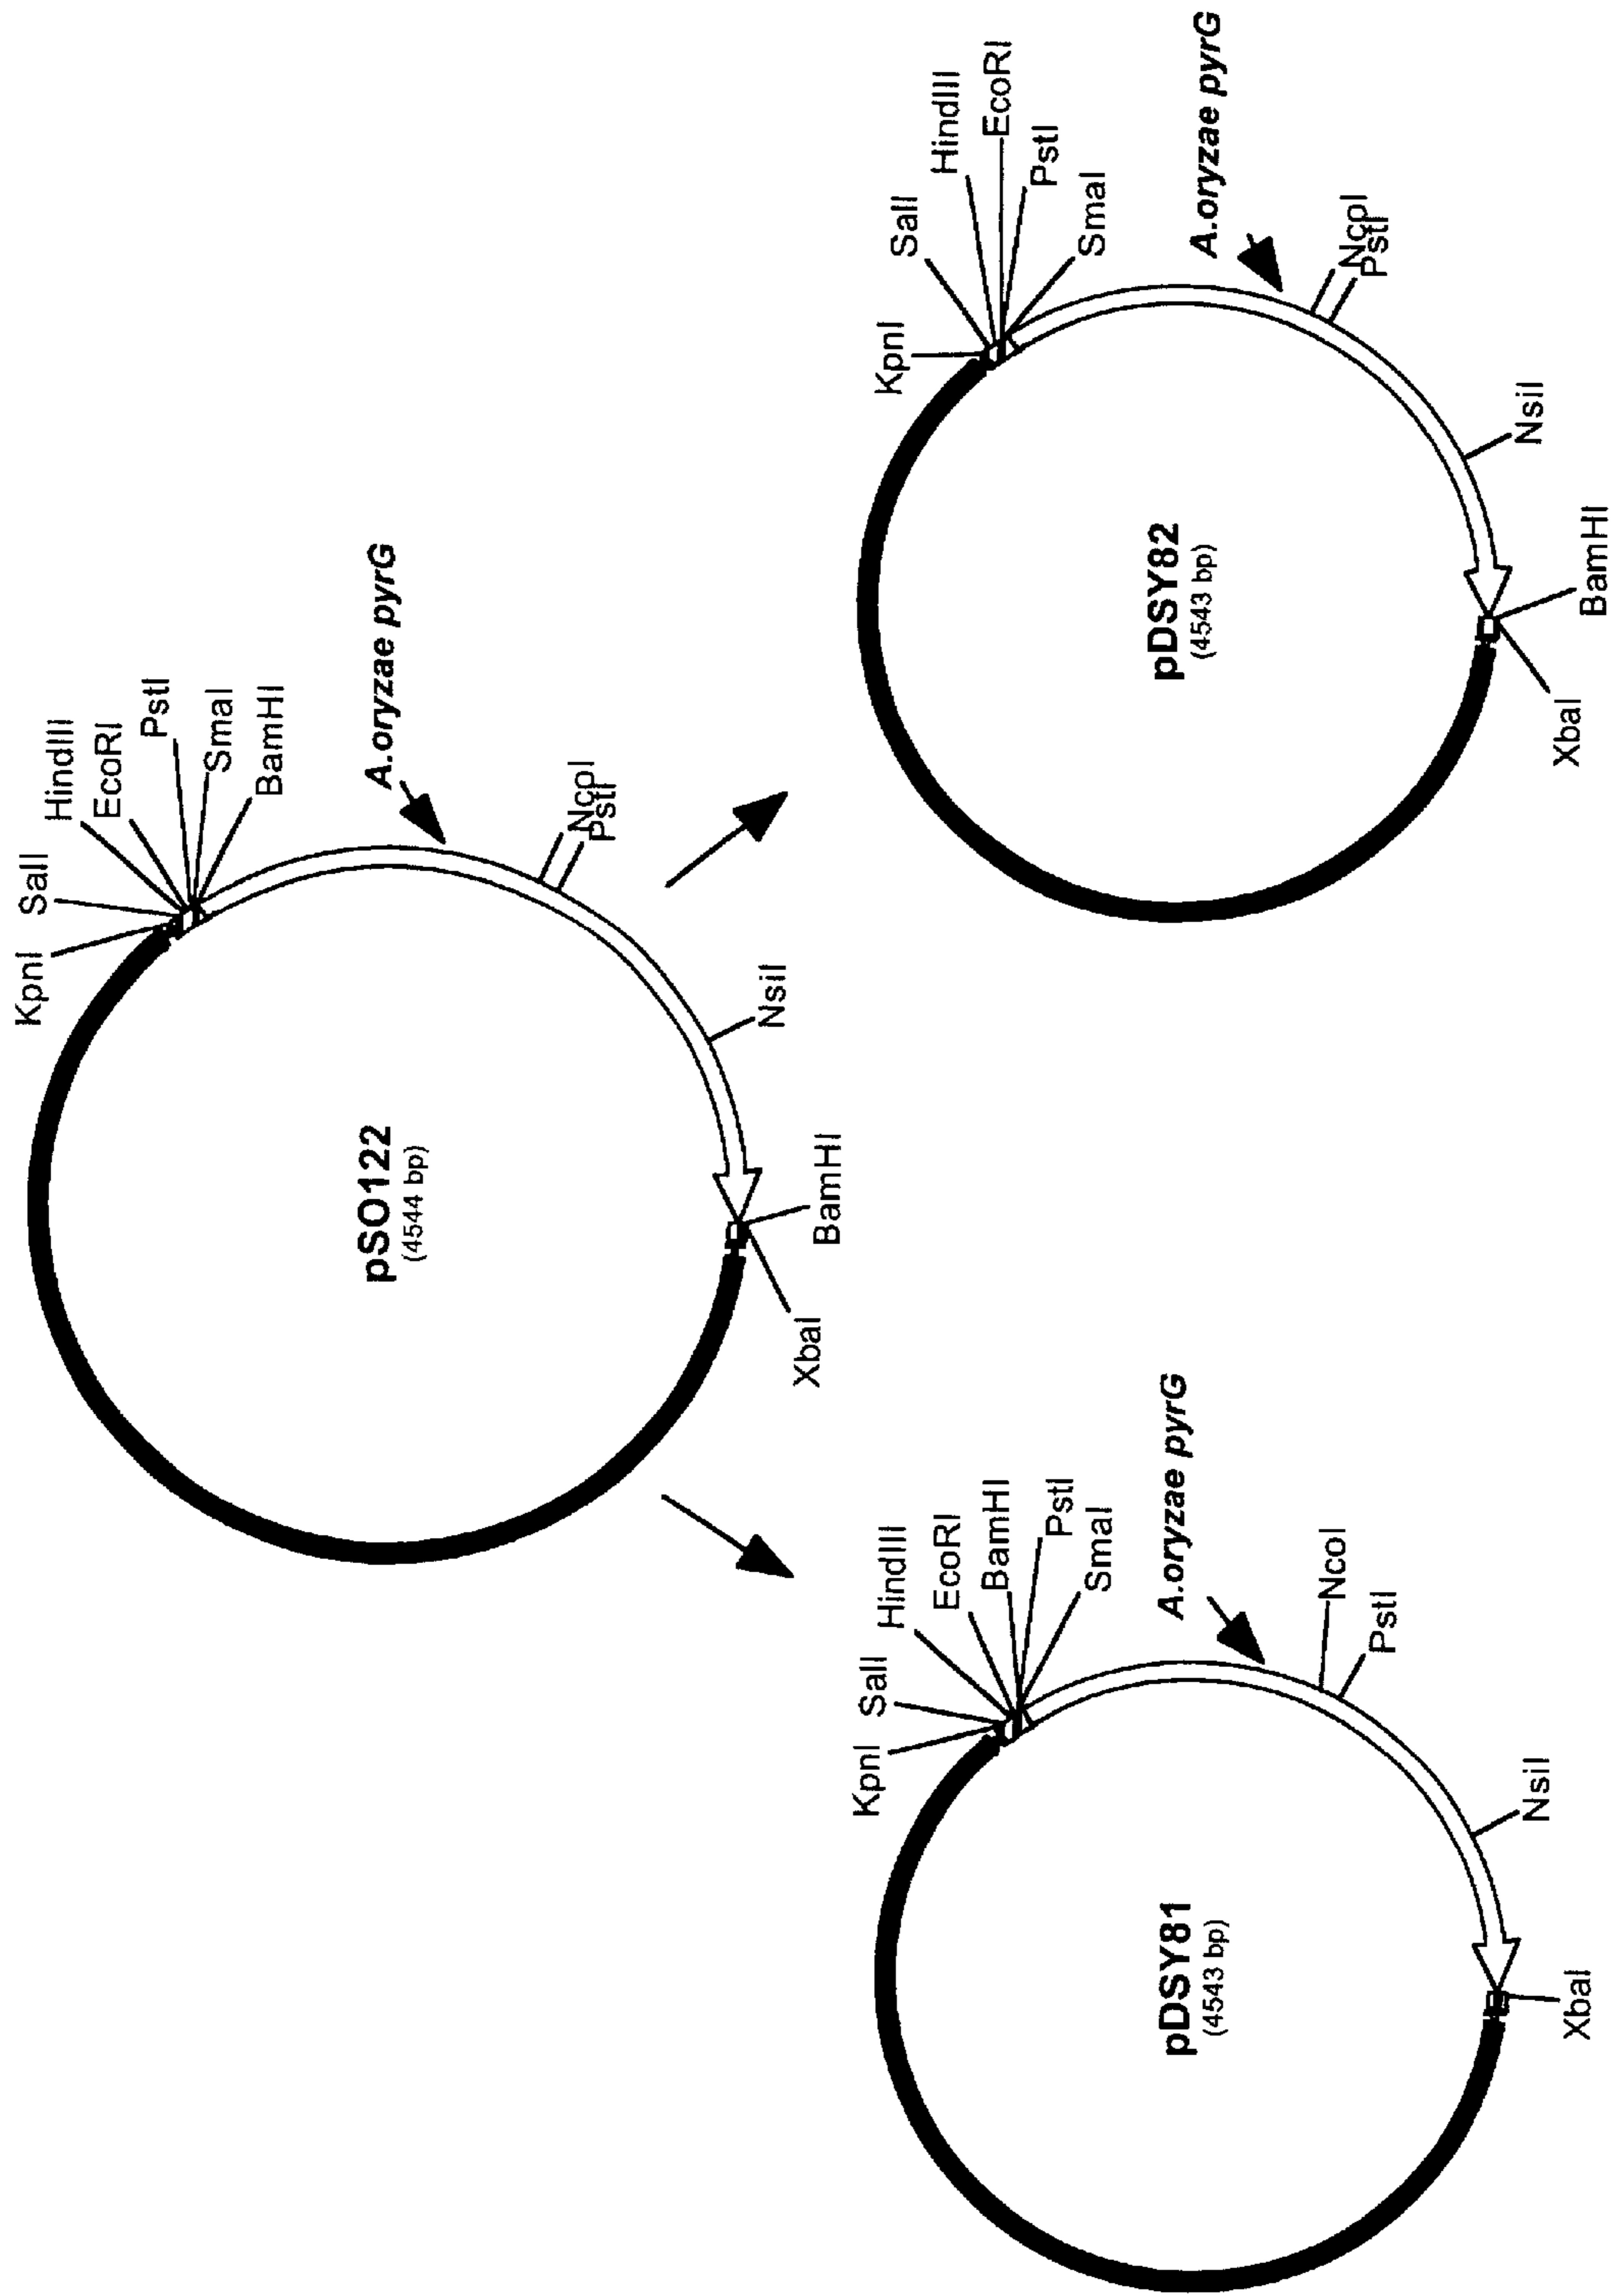 KpnI
SalI
HindIII
EcoRI
PstI
SmaI
BamHI
A.oryzae pyrG
NcoI
PstI
NsiI
BamHI
XbaI
pSO122
(4544 bp)
KpnI
SalI
HindIII
EcoRI
BamHI
PstI
SmaI
A.oryzae pyrG
NcoI
PstI
NsiI
XbaI
pDSY81
(4543 bp)
KpnI
SalI
HindIII
EcoRI
PstI
SmaI
A.oryzae pyrG
NcoI
PstI
NsiI
BamHI
XbaI
pDSY82
(4543 bp)